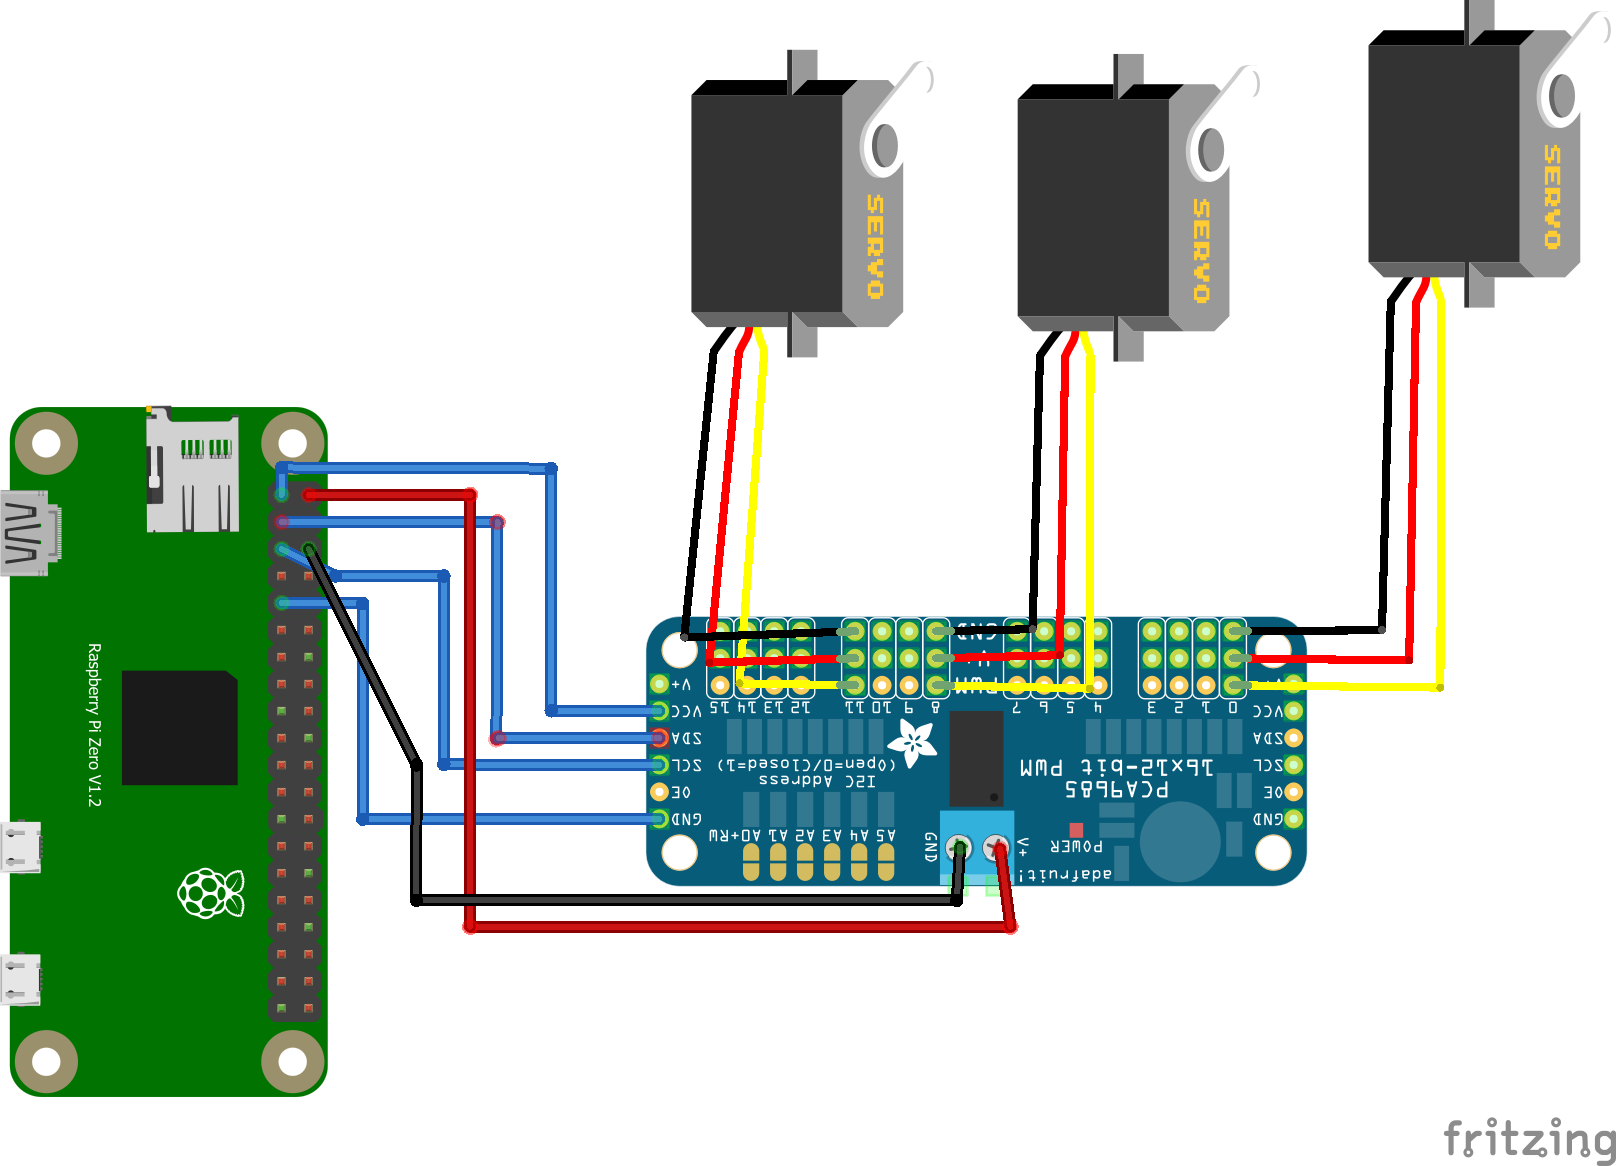 SERVO
SERVO
SERVO
Raspberry Pi Zero V1.2
GND
V+
PWM
15 14 13 12 11 10 9 8 7 6 5 4 3 2 1 0
V+
VCC
SDA
SCL
OE
GND
VCC
SDA
SCL
OE
GND
16x12-bit PWM
PCA9685
I2C Address
(Open=0/Closed=1)
A5 A4 A3 A2 A1 A0+RW
GND
V+
POWER
adafruit!
fritzing